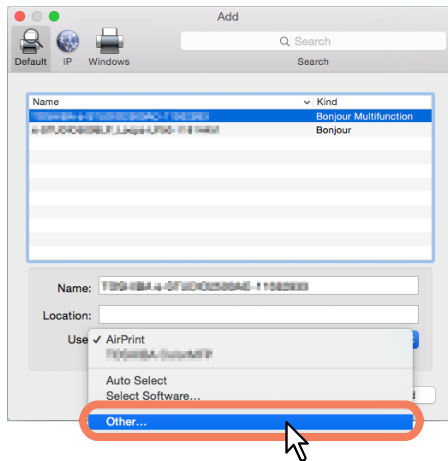 Add
Search
Default IP Windows
Search
Name Kind
Bonjour Multifunction
Bonjour
Name:
Location:
Use ✓ AirPrint
Auto Select
Select Software...
Other...